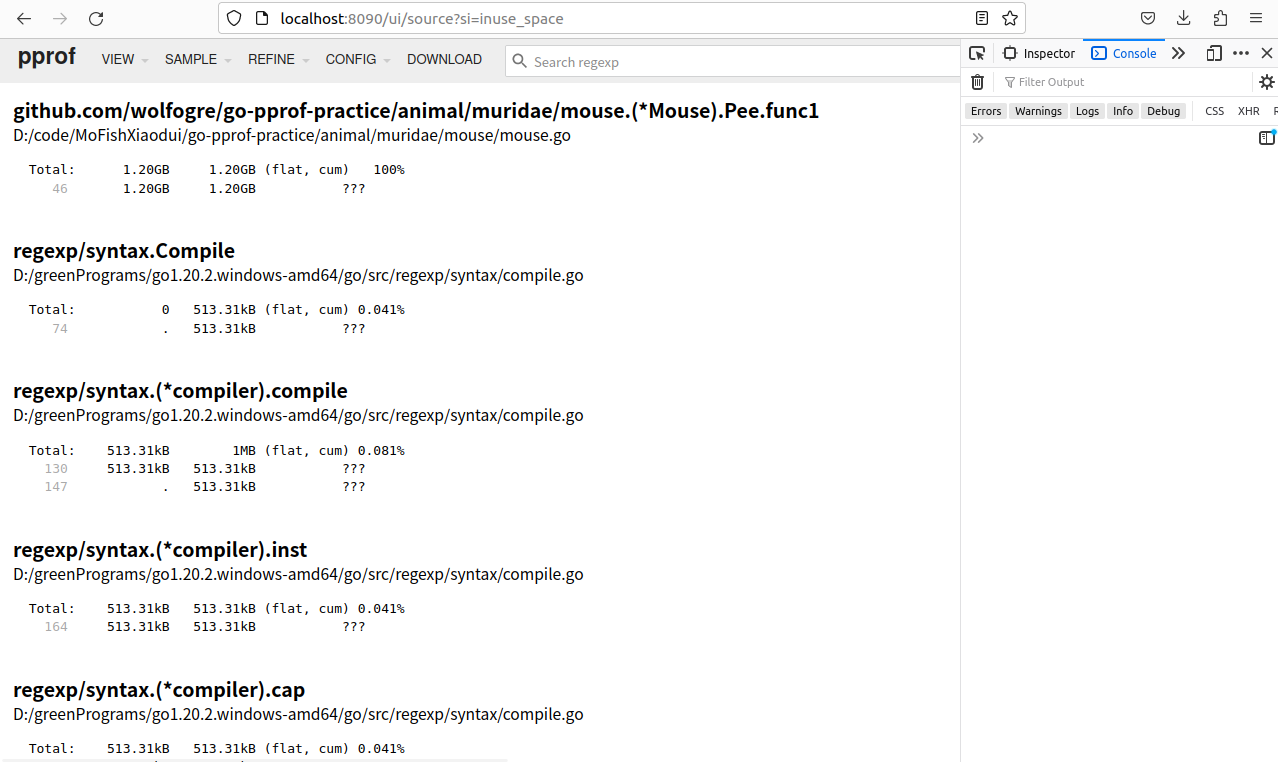 localhost:8090/ui/source?si=inuse_space
pprof VIEW SAMPLE REFINE CONFIG DOWNLOAD Search regexp
Inspector Console
Filter Output
Errors Warnings Logs Info Debug CSS XHR R
github.com/wolfogre/go-pprof-practice/animal/muridae/mouse.(*Mouse).Pee.func1
D:/code/MoFishXiaodui/go-pprof-practice/animal/muridae/mouse/mouse.go
Total: 1.20GB 1.20GB (flat, cum) 100%
46 1.20GB 1.20GB ???
regexp/syntax.Compile
D:/greenPrograms/go1.20.2.windows-amd64/go/src/regexp/syntax/compile.go
Total: 0 513.31kB (flat, cum) 0.041%
74 . 513.31kB ???
regexp/syntax.(*compiler).compile
D:/greenPrograms/go1.20.2.windows-amd64/go/src/regexp/syntax/compile.go
Total: 513.31kB 1MB (flat, cum) 0.081%
130 513.31kB 513.31kB ???
147 . 513.31kB ???
regexp/syntax.(*compiler).inst
D:/greenPrograms/go1.20.2.windows-amd64/go/src/regexp/syntax/compile.go
Total: 513.31kB 513.31kB (flat, cum) 0.041%
164 513.31kB 513.31kB ???
regexp/syntax.(*compiler).cap
D:/greenPrograms/go1.20.2.windows-amd64/go/src/regexp/syntax/compile.go
Total: 513.31kB 513.31kB (flat, cum) 0.041%